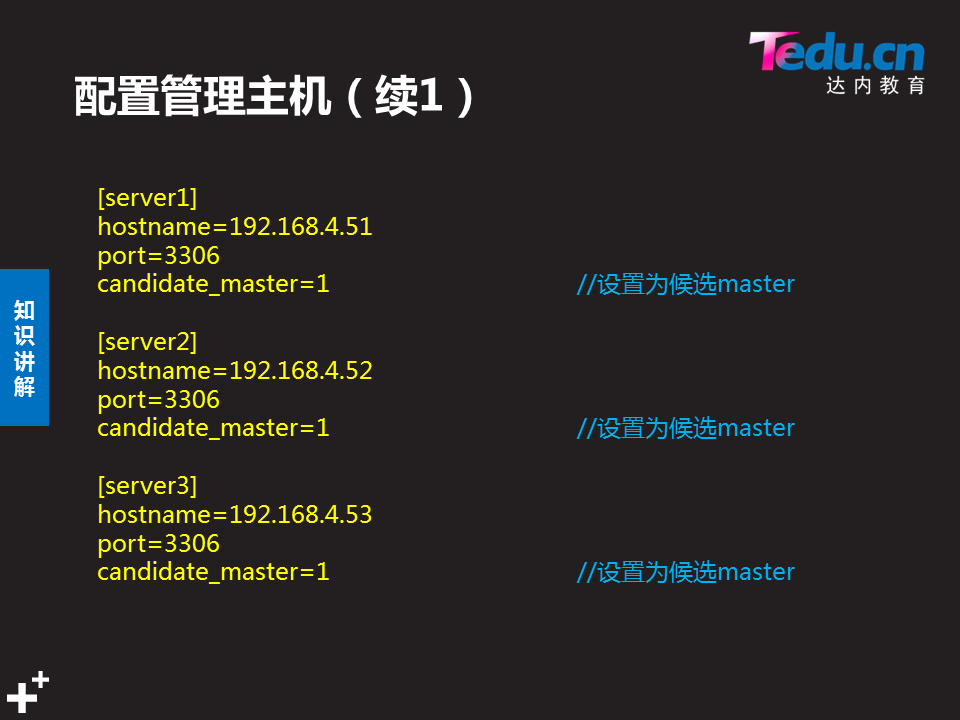 Tedu.cn
达内教育
配置管理主机（续1）
[server1]
hostname=192.168.4.51
port=3306
candidate_master=1 //设置为候选master
[server2]
hostname=192.168.4.52
port=3306
candidate_master=1 //设置为候选master
[server3]
hostname=192.168.4.53
port=3306
candidate_master=1 //设置为候选master
知识讲解